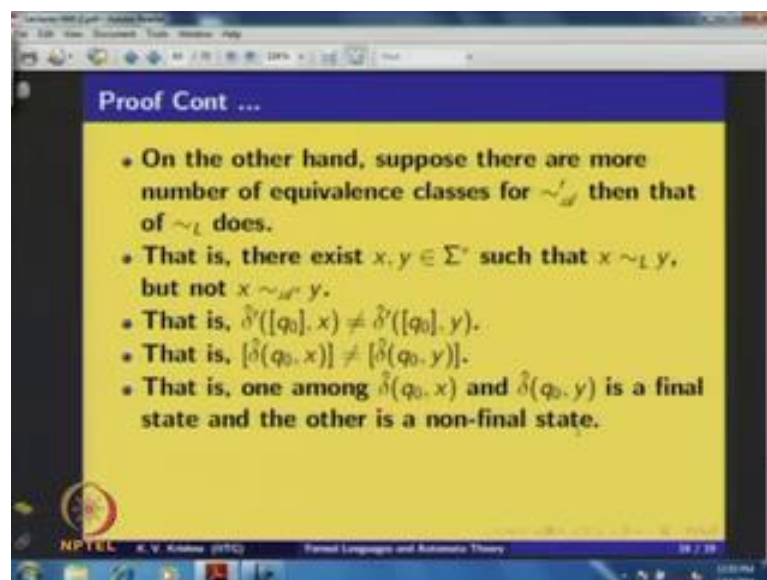 Proof Cont ...
• On the other hand, suppose there are more
number of equivalence classes for ∼'𝒜 then that
of ∼L does.
• That is, there exist x, y ∈ Σ* such that x ∼L y,
but not x ∼𝒜' y.
• That is, δ̂'([q₀], x) ≠ δ̂'([q₀], y).
• That is, [δ̂(q₀, x)] ≠ [δ̂(q₀, y)].
• That is, one among δ̂(q₀, x) and δ̂(q₀, y) is a final
state and the other is a non-final state.
NPTEL
K. V. Krishna (IITG) Formal Languages and Automata Theory